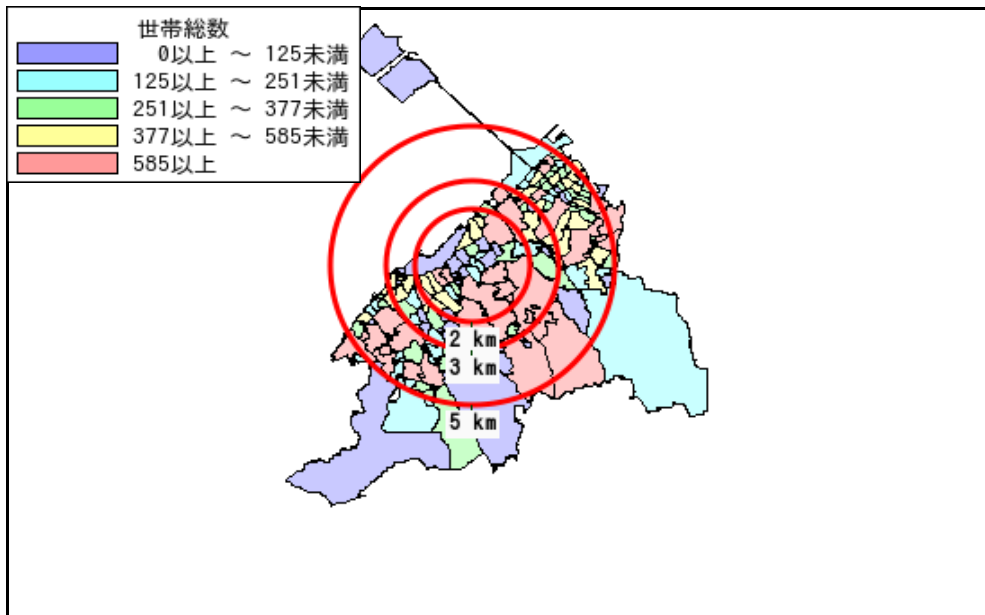 世帯総数
0以上 ～ 125未満
125以上 ～ 251未満
251以上 ～ 377未満
377以上 ～ 585未満
585以上
2 km
3 km
5 km